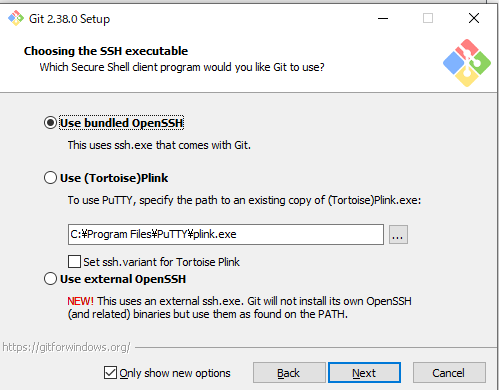 Git 2.38.0 Setup
Choosing the SSH executable
Which Secure Shell client program would you like Git to use?
Use bundled OpenSSH
This uses ssh.exe that comes with Git.
Use (Tortoise)Plink
To use PuTTY, specify the path to an existing copy of (Tortoise)Plink.exe:
C:¥Program Files¥PuTTY¥plink.exe
...
Set ssh.variant for Tortoise Plink
Use external OpenSSH
NEW! This uses an external ssh.exe. Git will not install its own OpenSSH
(and related) binaries but use them as found on the PATH.
https://gitforwindows.org/
Only show new options
Back
Next
Cancel